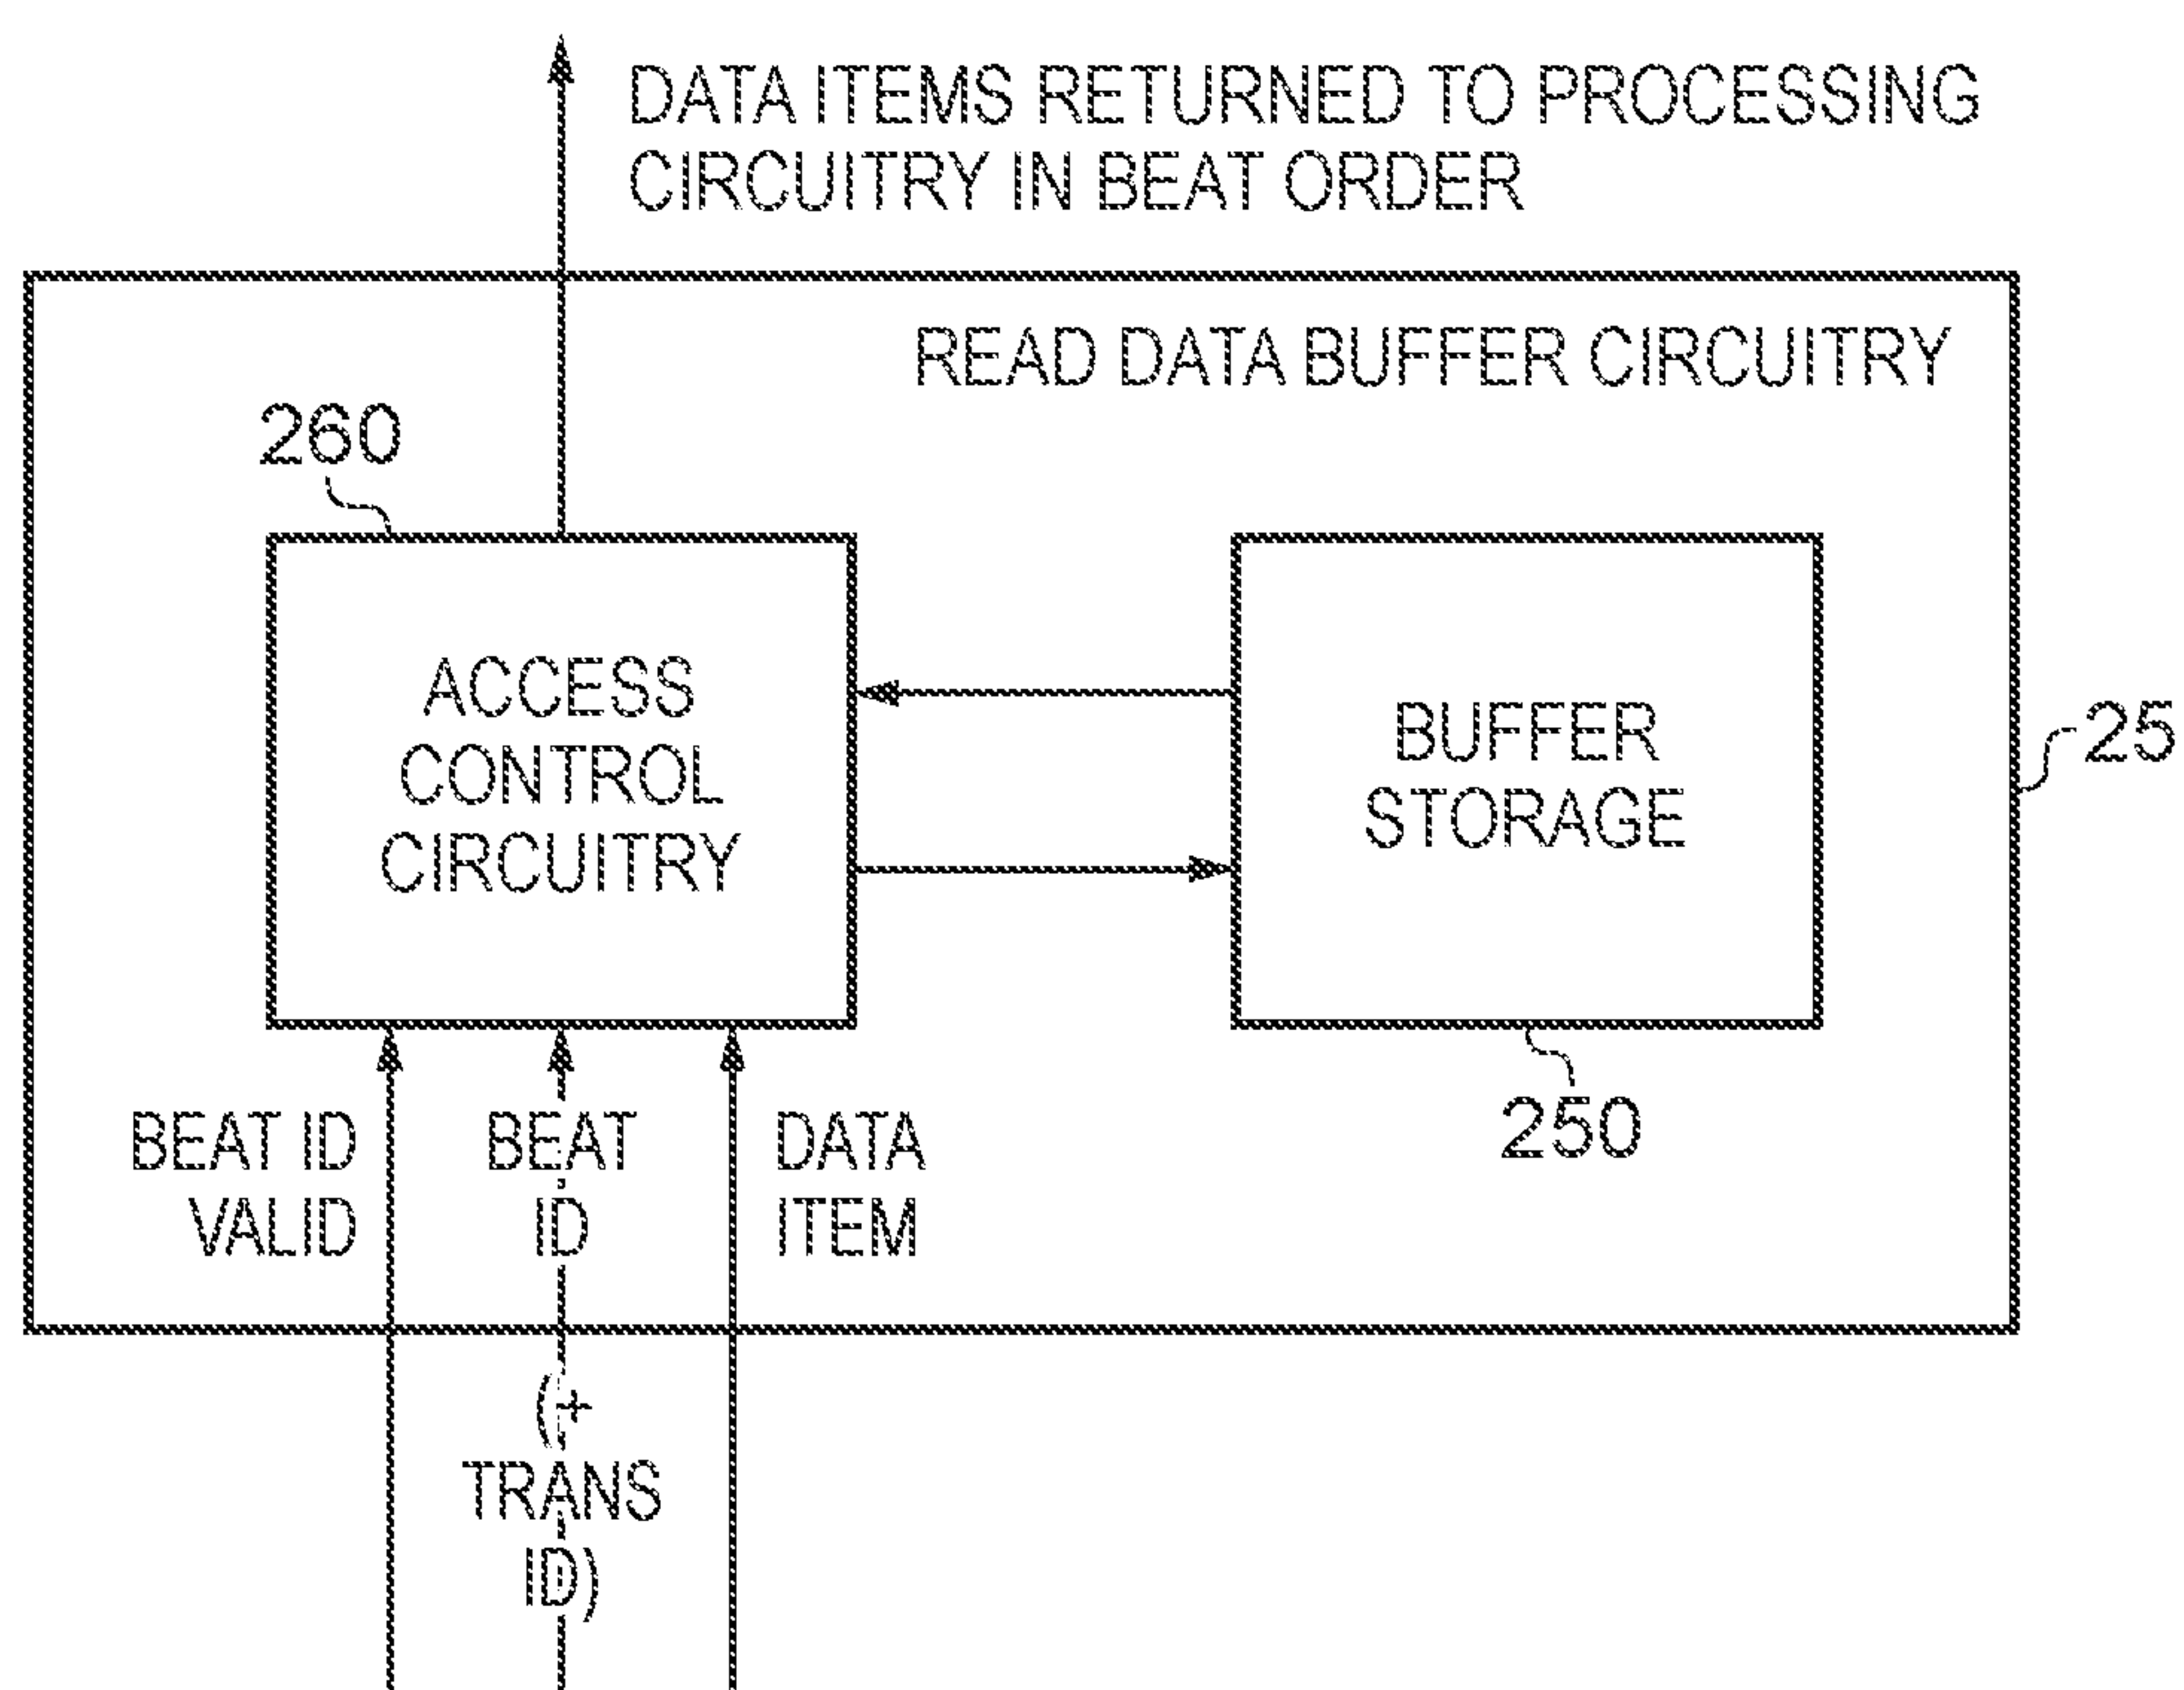 DATA ITEMS RETURNED TO PROCESSING
CIRCUITRY IN BEAT ORDER
READ DATA BUFFER CIRCUITRY
260
ACCESS
CONTROL
CIRCUITRY
BUFFER
STORAGE
25
BEAT ID
VALID
BEAT
ID
DATA
ITEM
250
(+
TRANS
ID)